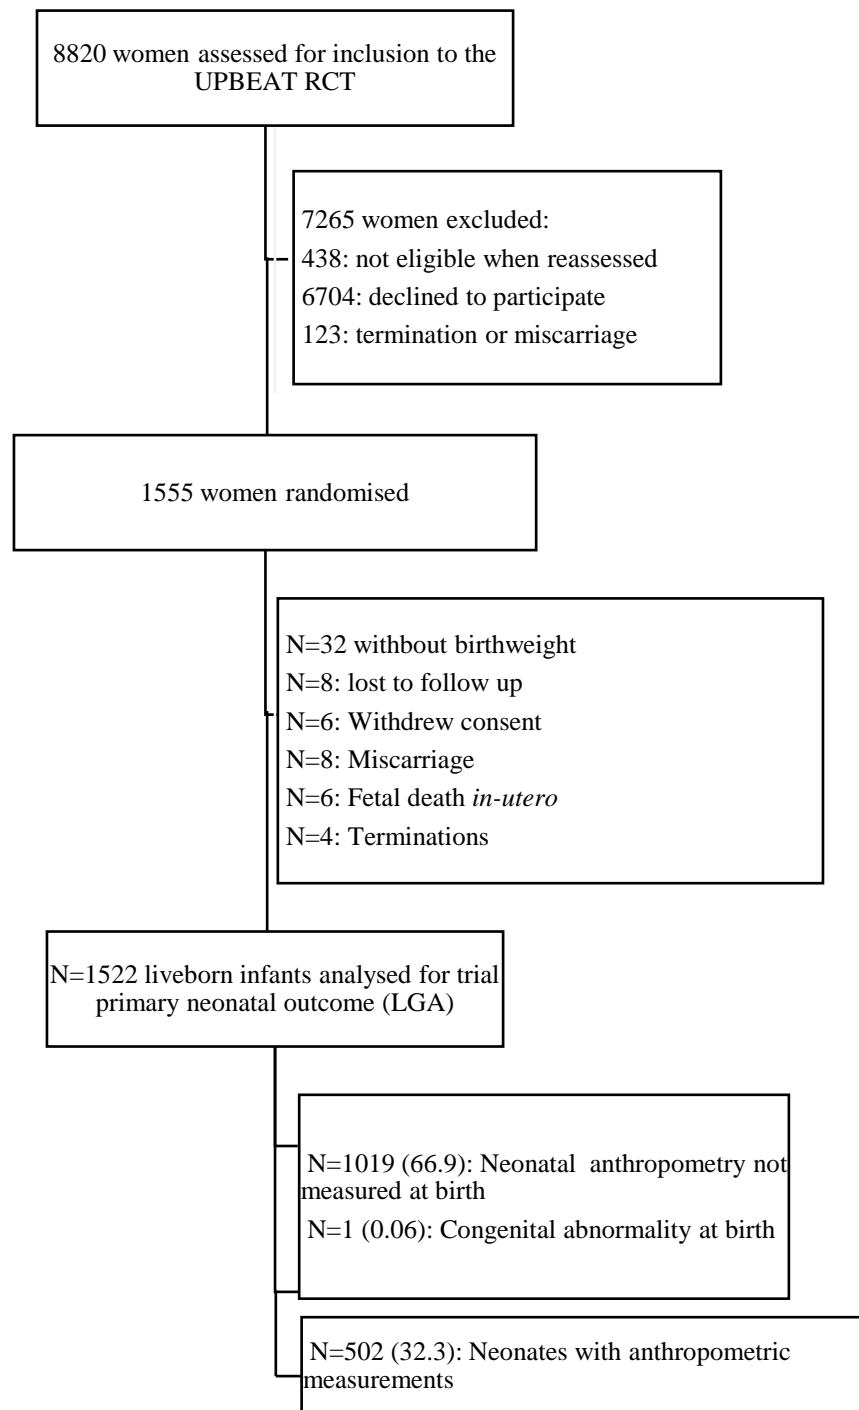 8820 women assessed for inclusion to the
UPBEAT RCT
7265 women excluded:
438: not eligible when reassessed
6704: declined to participate
123: termination or miscarriage
1555 women randomised
N=32 withbout birthweight
N=8: lost to follow up
N=6: Withdrew consent
N=8: Miscarriage
N=6: Fetal death in-utero
N=4: Terminations
N=1522 liveborn infants analysed for trial
primary neonatal outcome (LGA)
N=1019 (66.9): Neonatal anthropometry not
measured at birth
N=1 (0.06): Congenital abnormality at birth
N=502 (32.3): Neonates with anthropometric
measurements